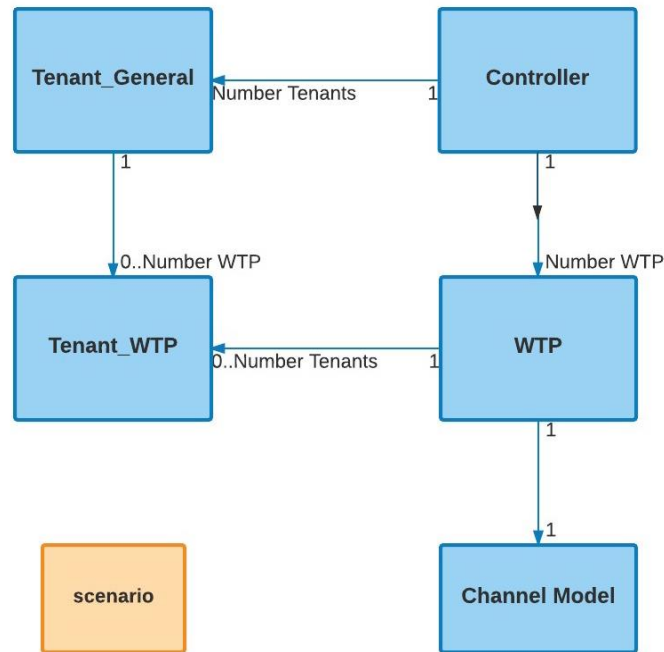 Tenant_General
Controller
Number Tenants
1
1
1
0..Number WTP
Number WTP
Tenant_WTP
WTP
0..Number Tenants
1
1
1
scenario
Channel Model